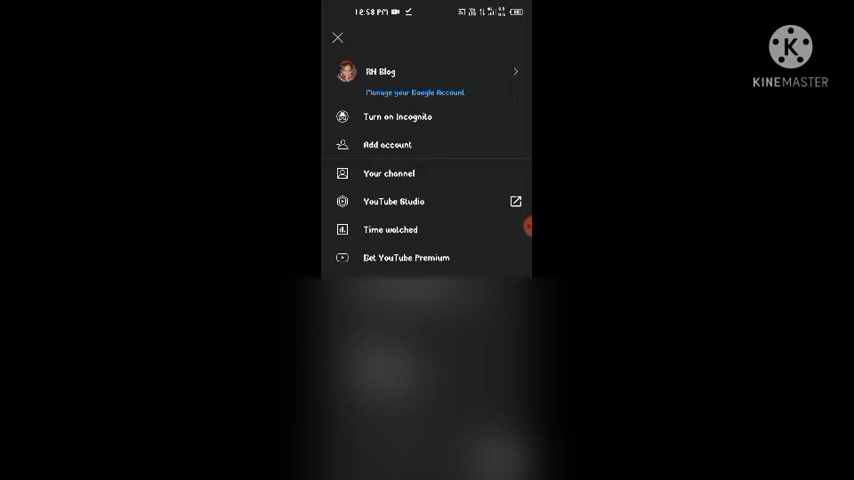 12:58 PM
RH Blog
Manage your Google Account
Turn on Incognito
Add account
Your channel
YouTube Studio
Time watched
Get YouTube Premium
K
KINEMASTER